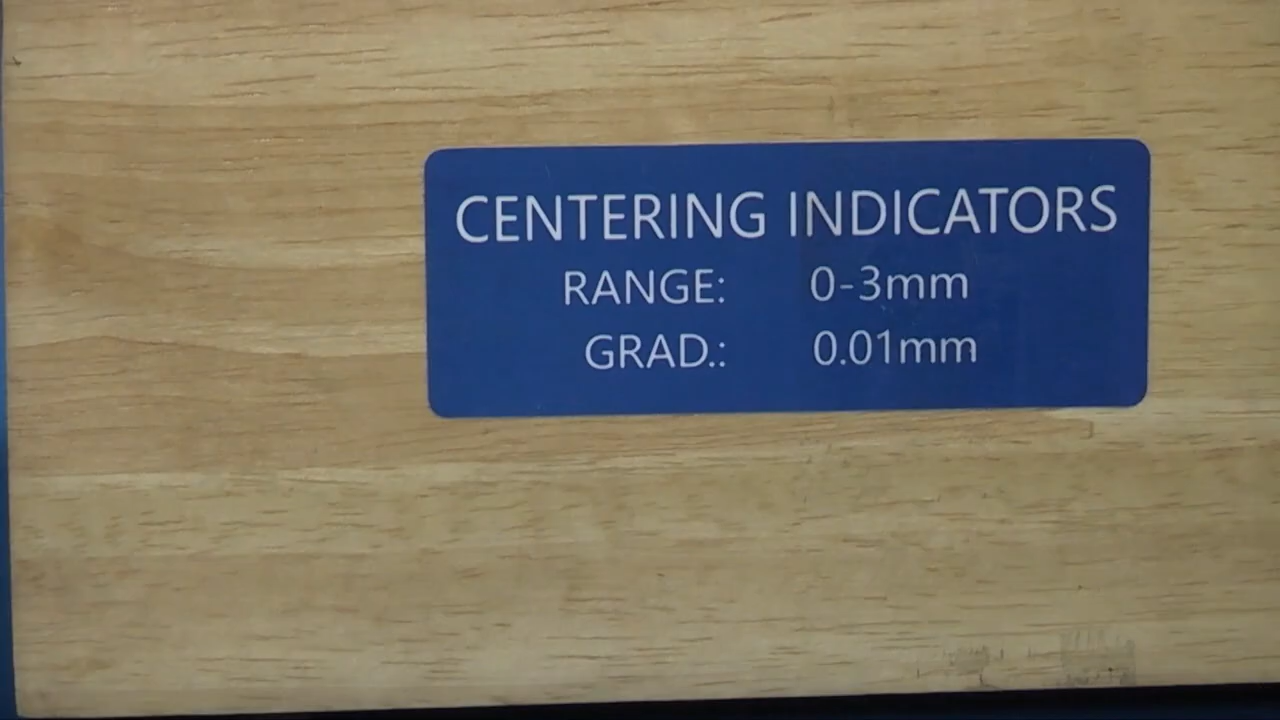 CENTERING INDICATORS
RANGE: 0-3mm
GRAD.: 0.01mm